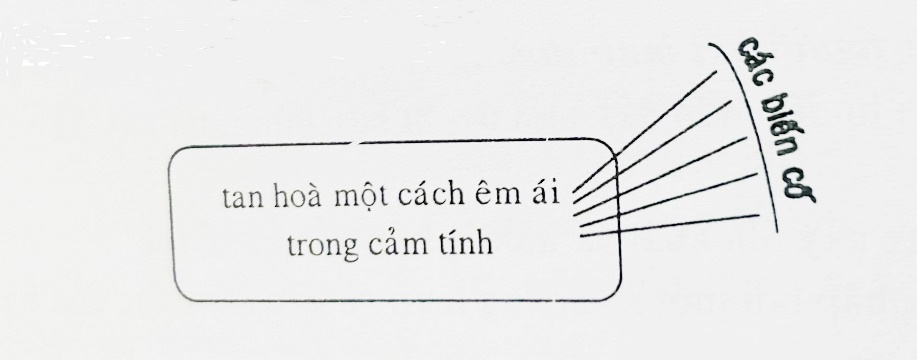 tan hoà một cách êm ái
trong cảm tính
các biến cố